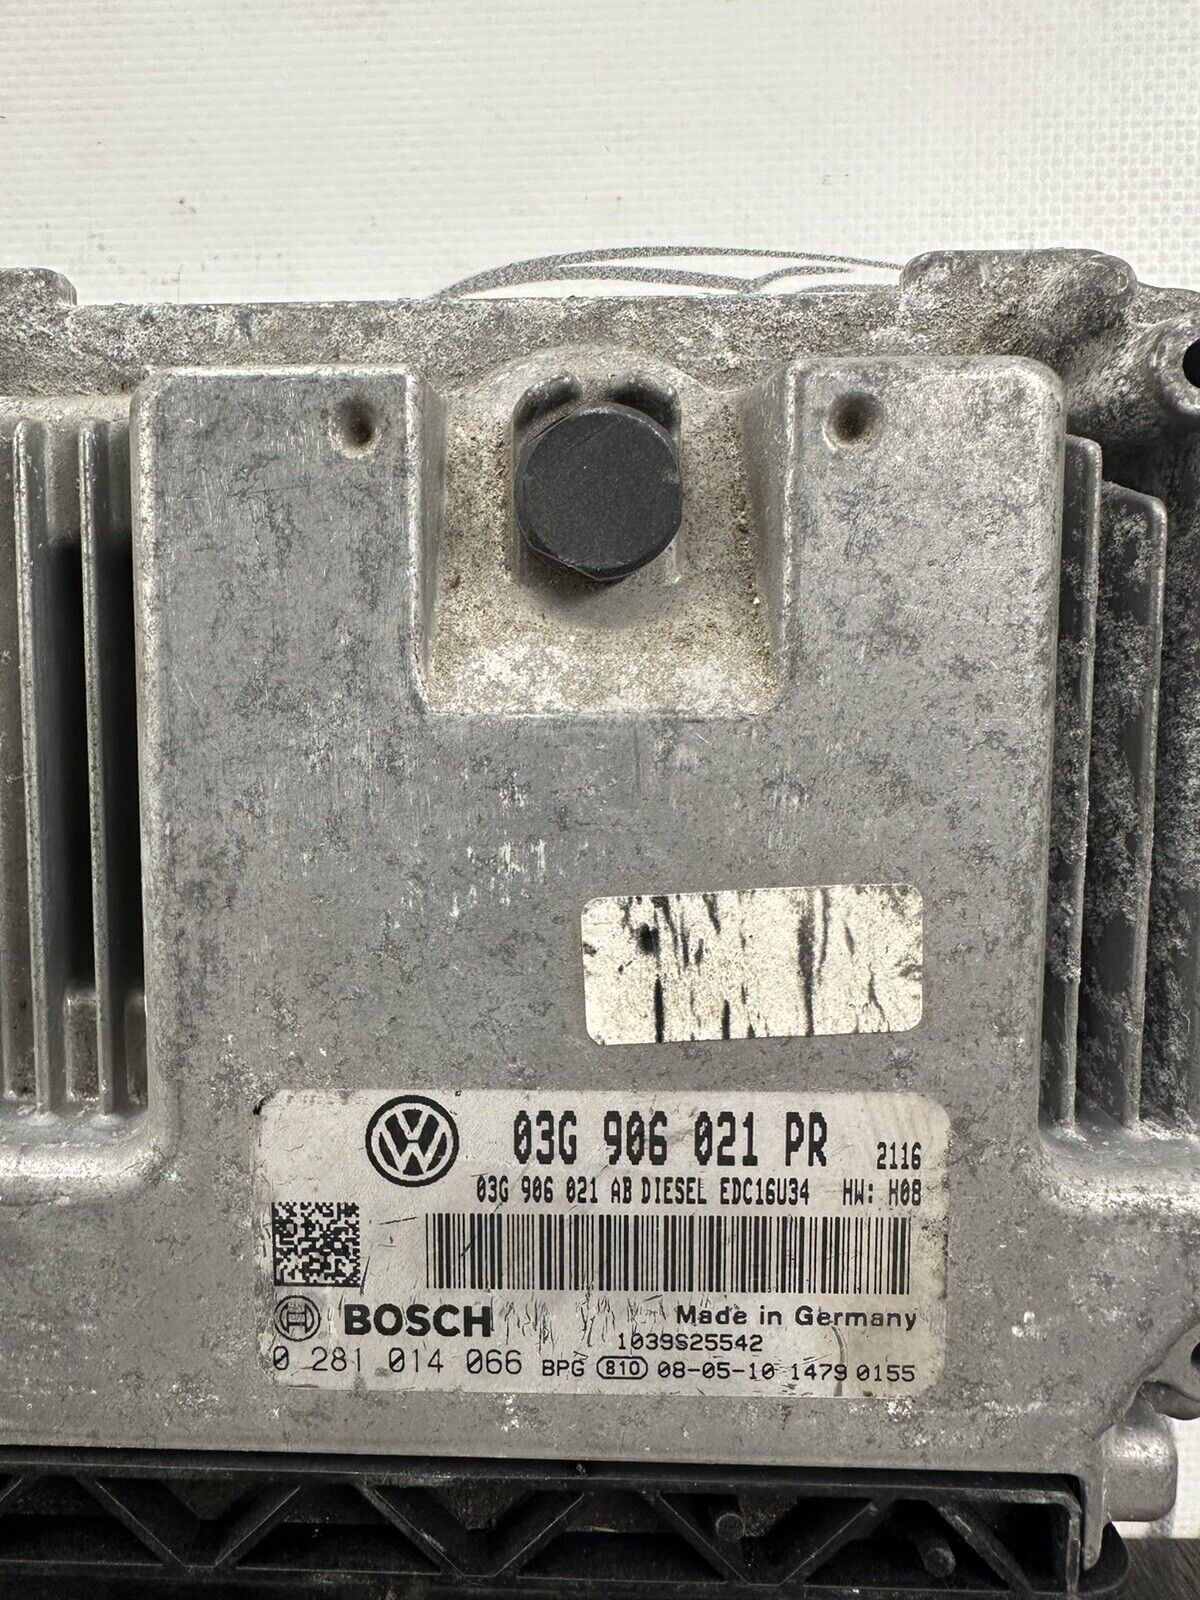 03G 906 021 PR 2116
03G 906 021 AB DIESEL EDC16U34 HW: H08
BOSCH Made in Germany
1039S25542
0 281 014 066 BPG 810 08-05-10 1479 0155